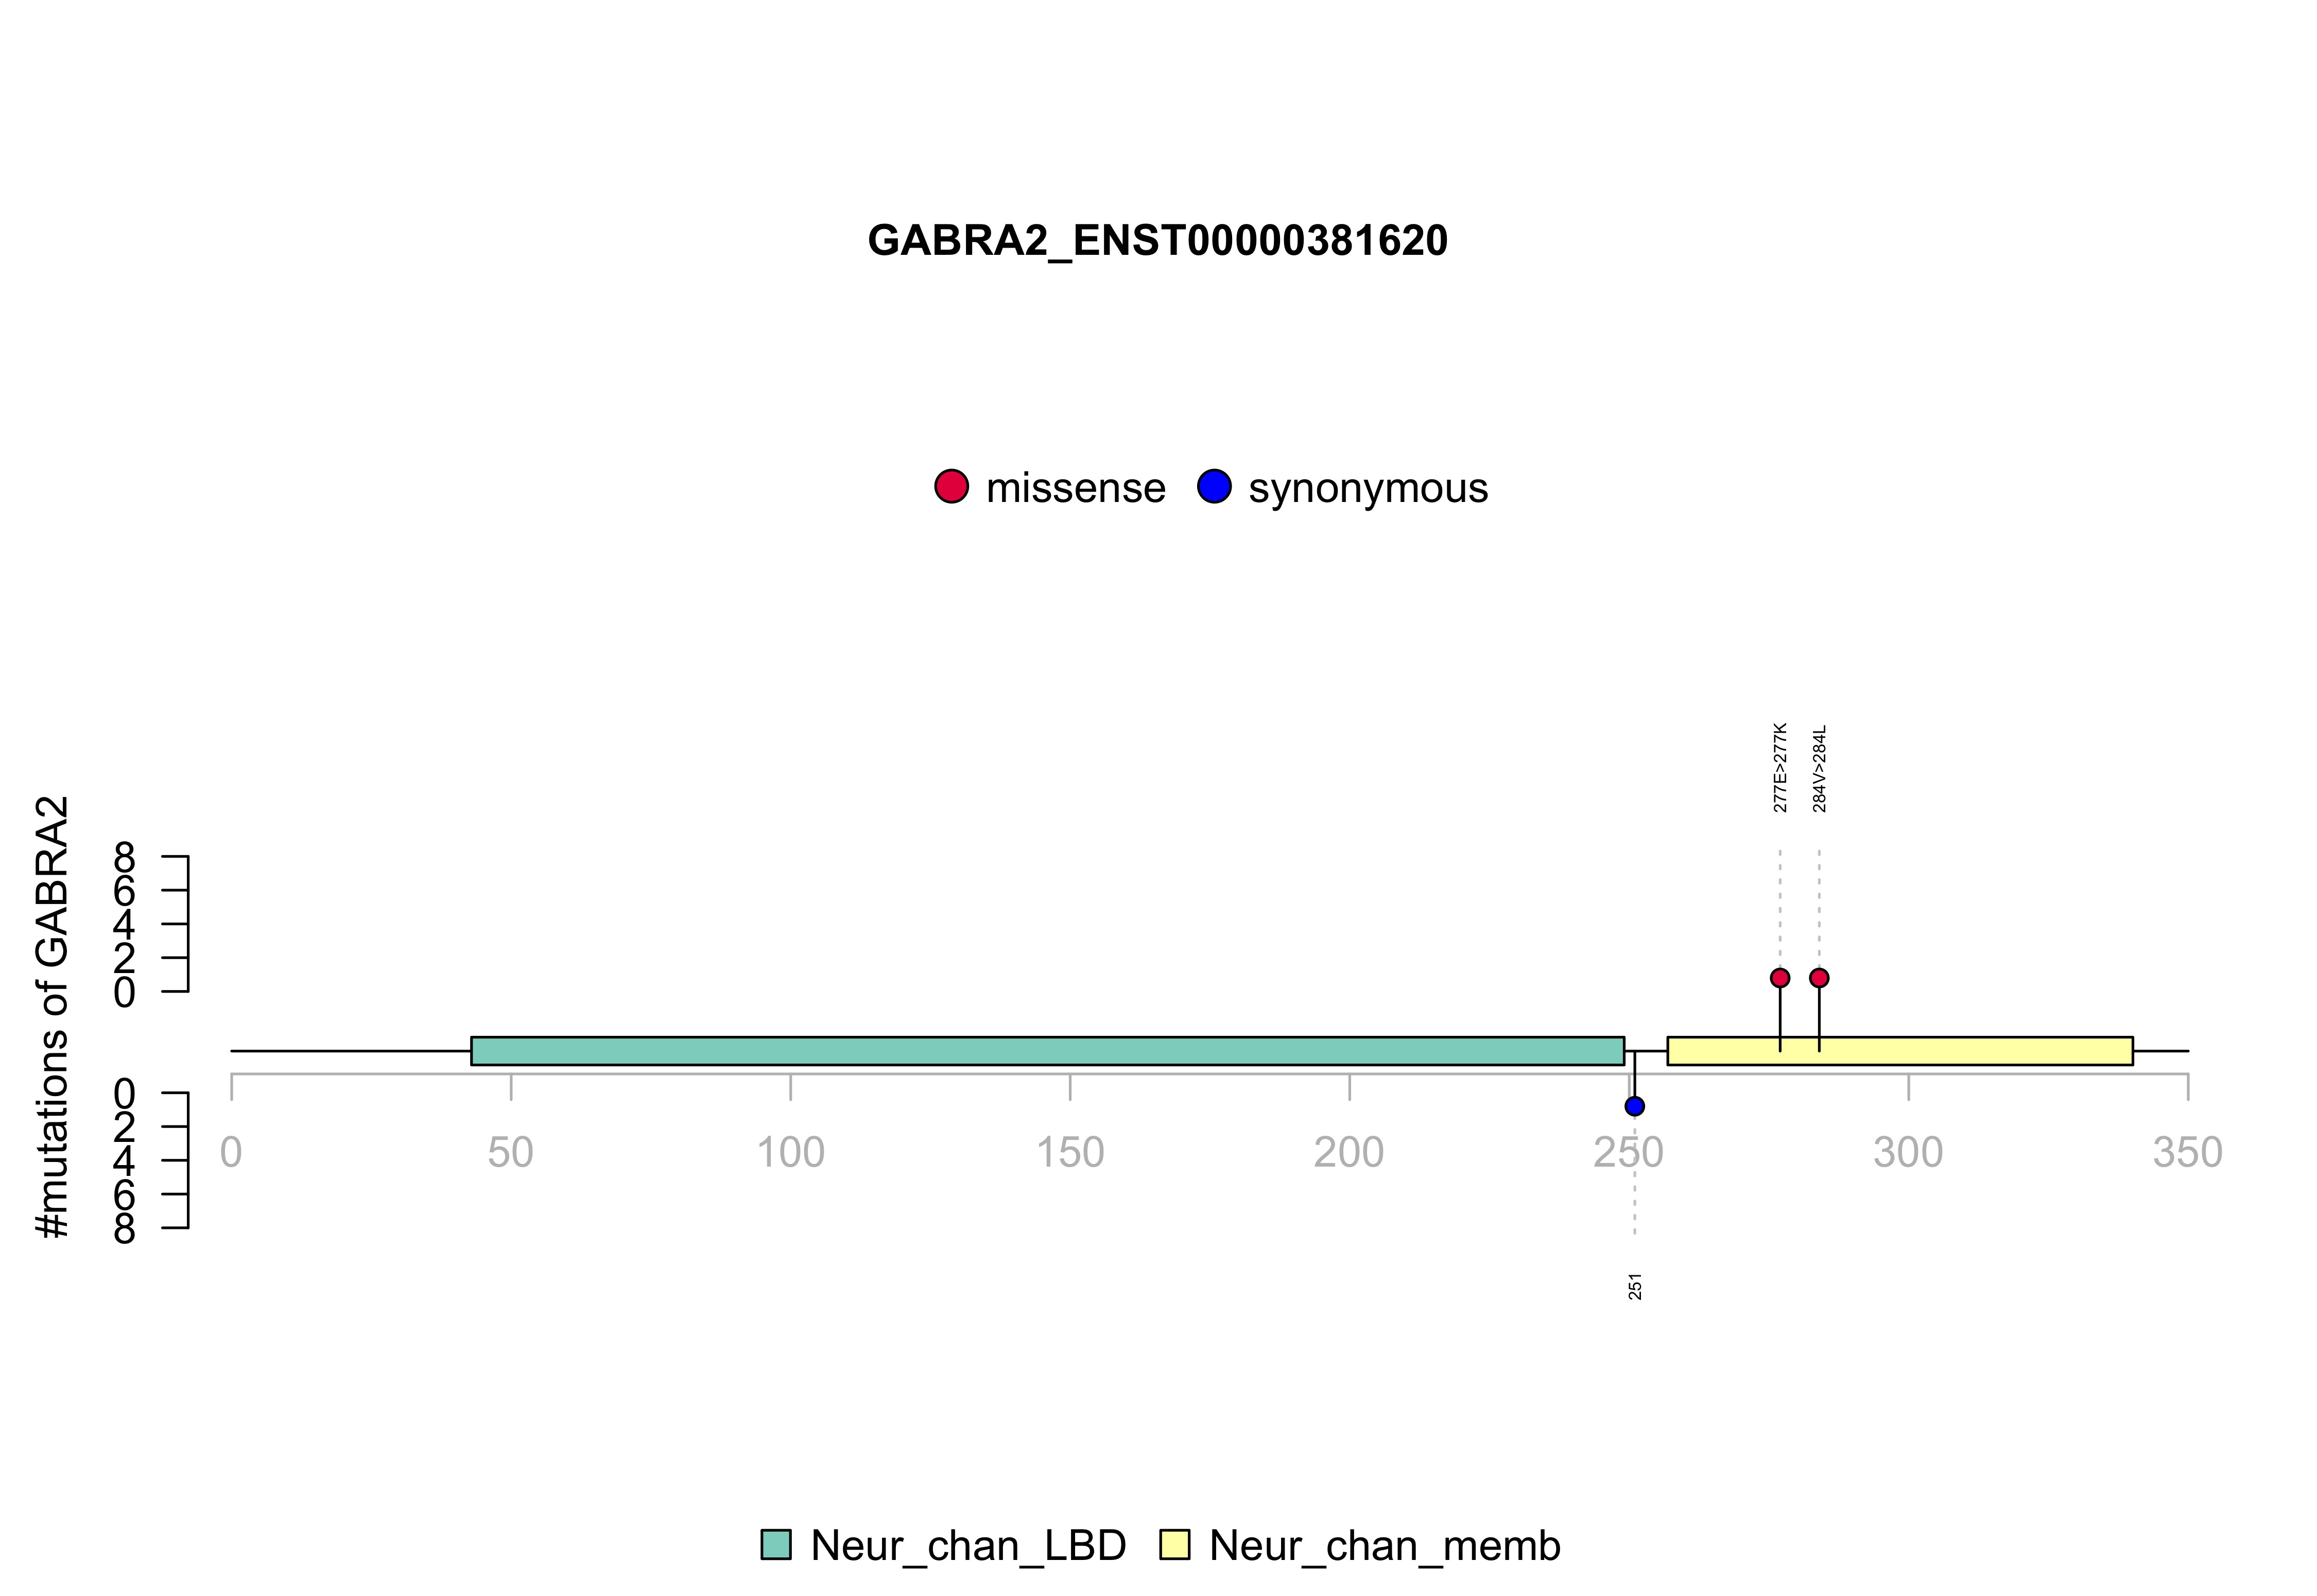 GABRA2_ENST00000381620
missense synonymous
277E>277K
284V>284L
#mutations of GABRA2
8
6
4
2
0
0
2
4
6
8
0 50 100 150 200 250 300 350
251
Neur_chan_LBD Neur_chan_memb